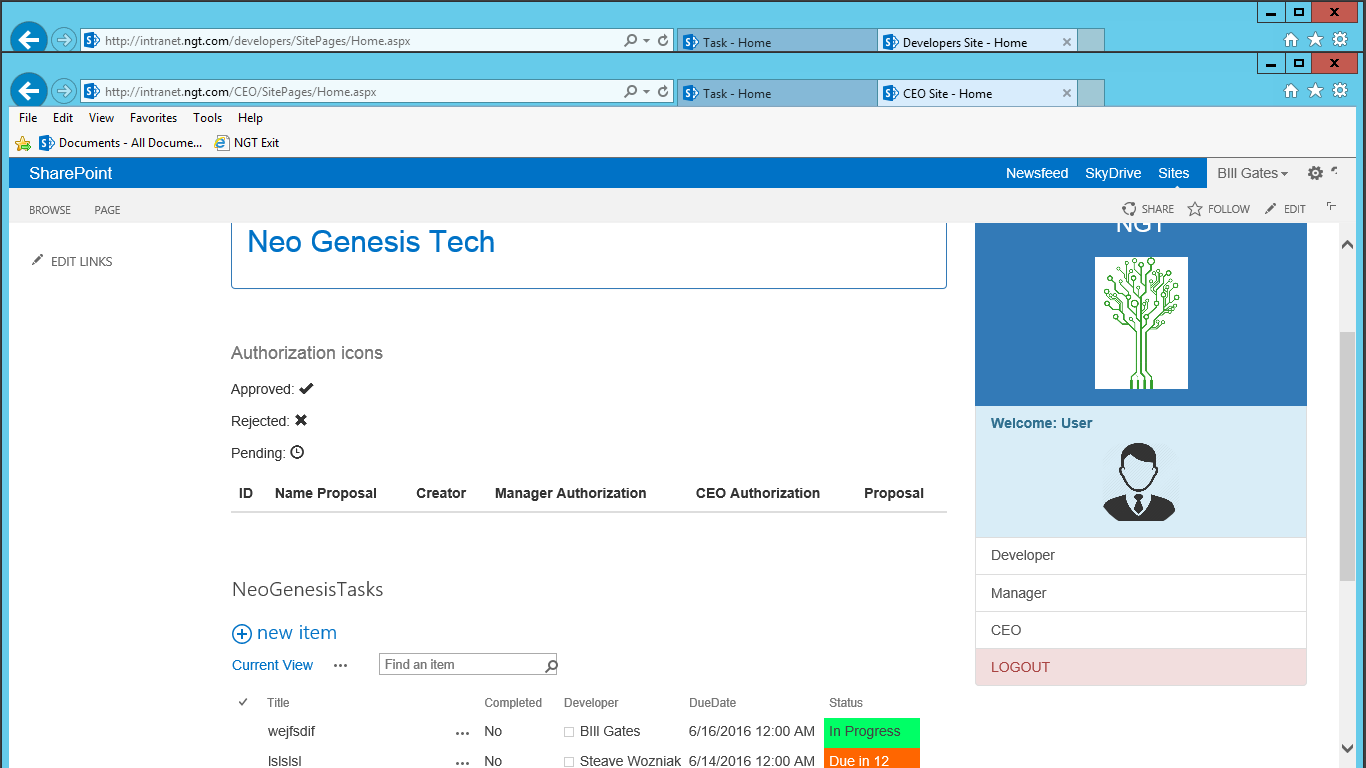 http://intranet.ngt.com/developers/SitePages/Home.aspx
Task - Home
Developers Site - Home
http://intranet.ngt.com/CEO/SitePages/Home.aspx
Task - Home
CEO Site - Home
File Edit View Favorites Tools Help
Documents - All Docume... NGT Exit
SharePoint
Newsfeed SkyDrive Sites BIll Gates
BROWSE PAGE
SHARE FOLLOW EDIT
EDIT LINKS
Neo Genesis Tech
NGT
Authorization icons
Approved:
Rejected:
Pending:
ID Name Proposal Creator Manager Authorization CEO Authorization Proposal
Welcome: User
Developer
Manager
CEO
LOGOUT
NeoGenesisTasks
new item
Current View ... Find an item
Title Completed Developer DueDate Status
wejfsdif ... No BIll Gates 6/16/2016 12:00 AM In Progress
lslslsl ... No Steave Wozniak 6/14/2016 12:00 AM Due in 12